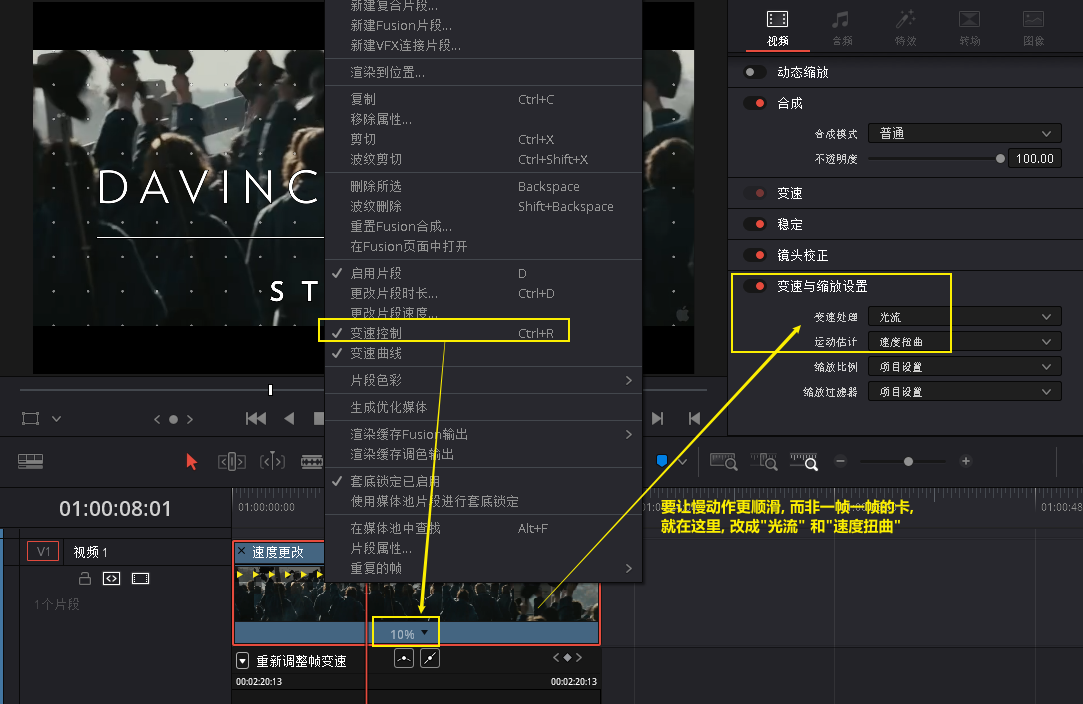 新建复合片段...
新建Fusion片段...
新建VFX连接片段...
渲染到位置...
复制 Ctrl+C
移除属性...
剪切 Ctrl+X
波纹剪切 Ctrl+Shift+X
删除所选 Backspace
波纹删除 Shift+Backspace
重置Fusion合成...
在Fusion页面中打开
启用片段 D
更改片段时长... Ctrl+D
更改片段速度...
变速控制 Ctrl+R
变速曲线
片段色彩
生成优化媒体
渲染缓存Fusion输出
渲染缓存调色输出
套底锁定已启用
使用媒体池片段进行套底锁定
在媒体池中查找 Alt+F
片段属性...
重复的帧
DAVINC
ST
视频 音频 特效 转场 图像
动态缩放
合成
合成模式 普通
不透明度 100.00
变速
稳定
镜头校正
变速与缩放设置
变速处理 光流
运动估计 速度扭曲
缩放比例 项目设置
缩放过滤器 项目设置
01:00:08:01
01:00:00:00
01:00:48
要让慢动作更顺滑, 而非一帧一帧的卡,
就在这里, 改成"光流" 和"速度扭曲"
V1 视频 1
1个片段
速度更改
10%
重新调整帧变速
00:02:20:13 00:02:20:13